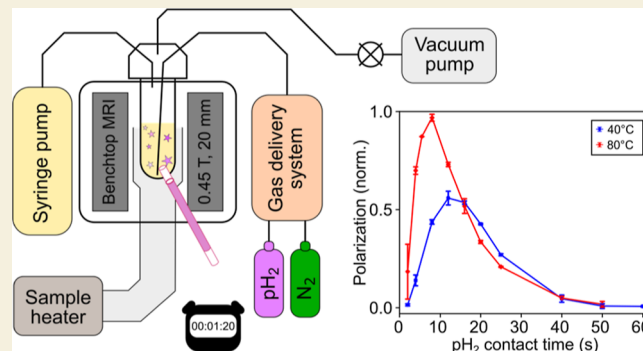 Vacuum
pump
Syringe pump
Benchtop MRI
0.45 T, 20 mm
Gas delivery
system
pH₂
N₂
Sample
heater
00:01:20
Polarization (norm.)
1.0
0.5
0.0
40°C
80°C
0 10 20 30 40 50 60
pH₂ contact time (s)